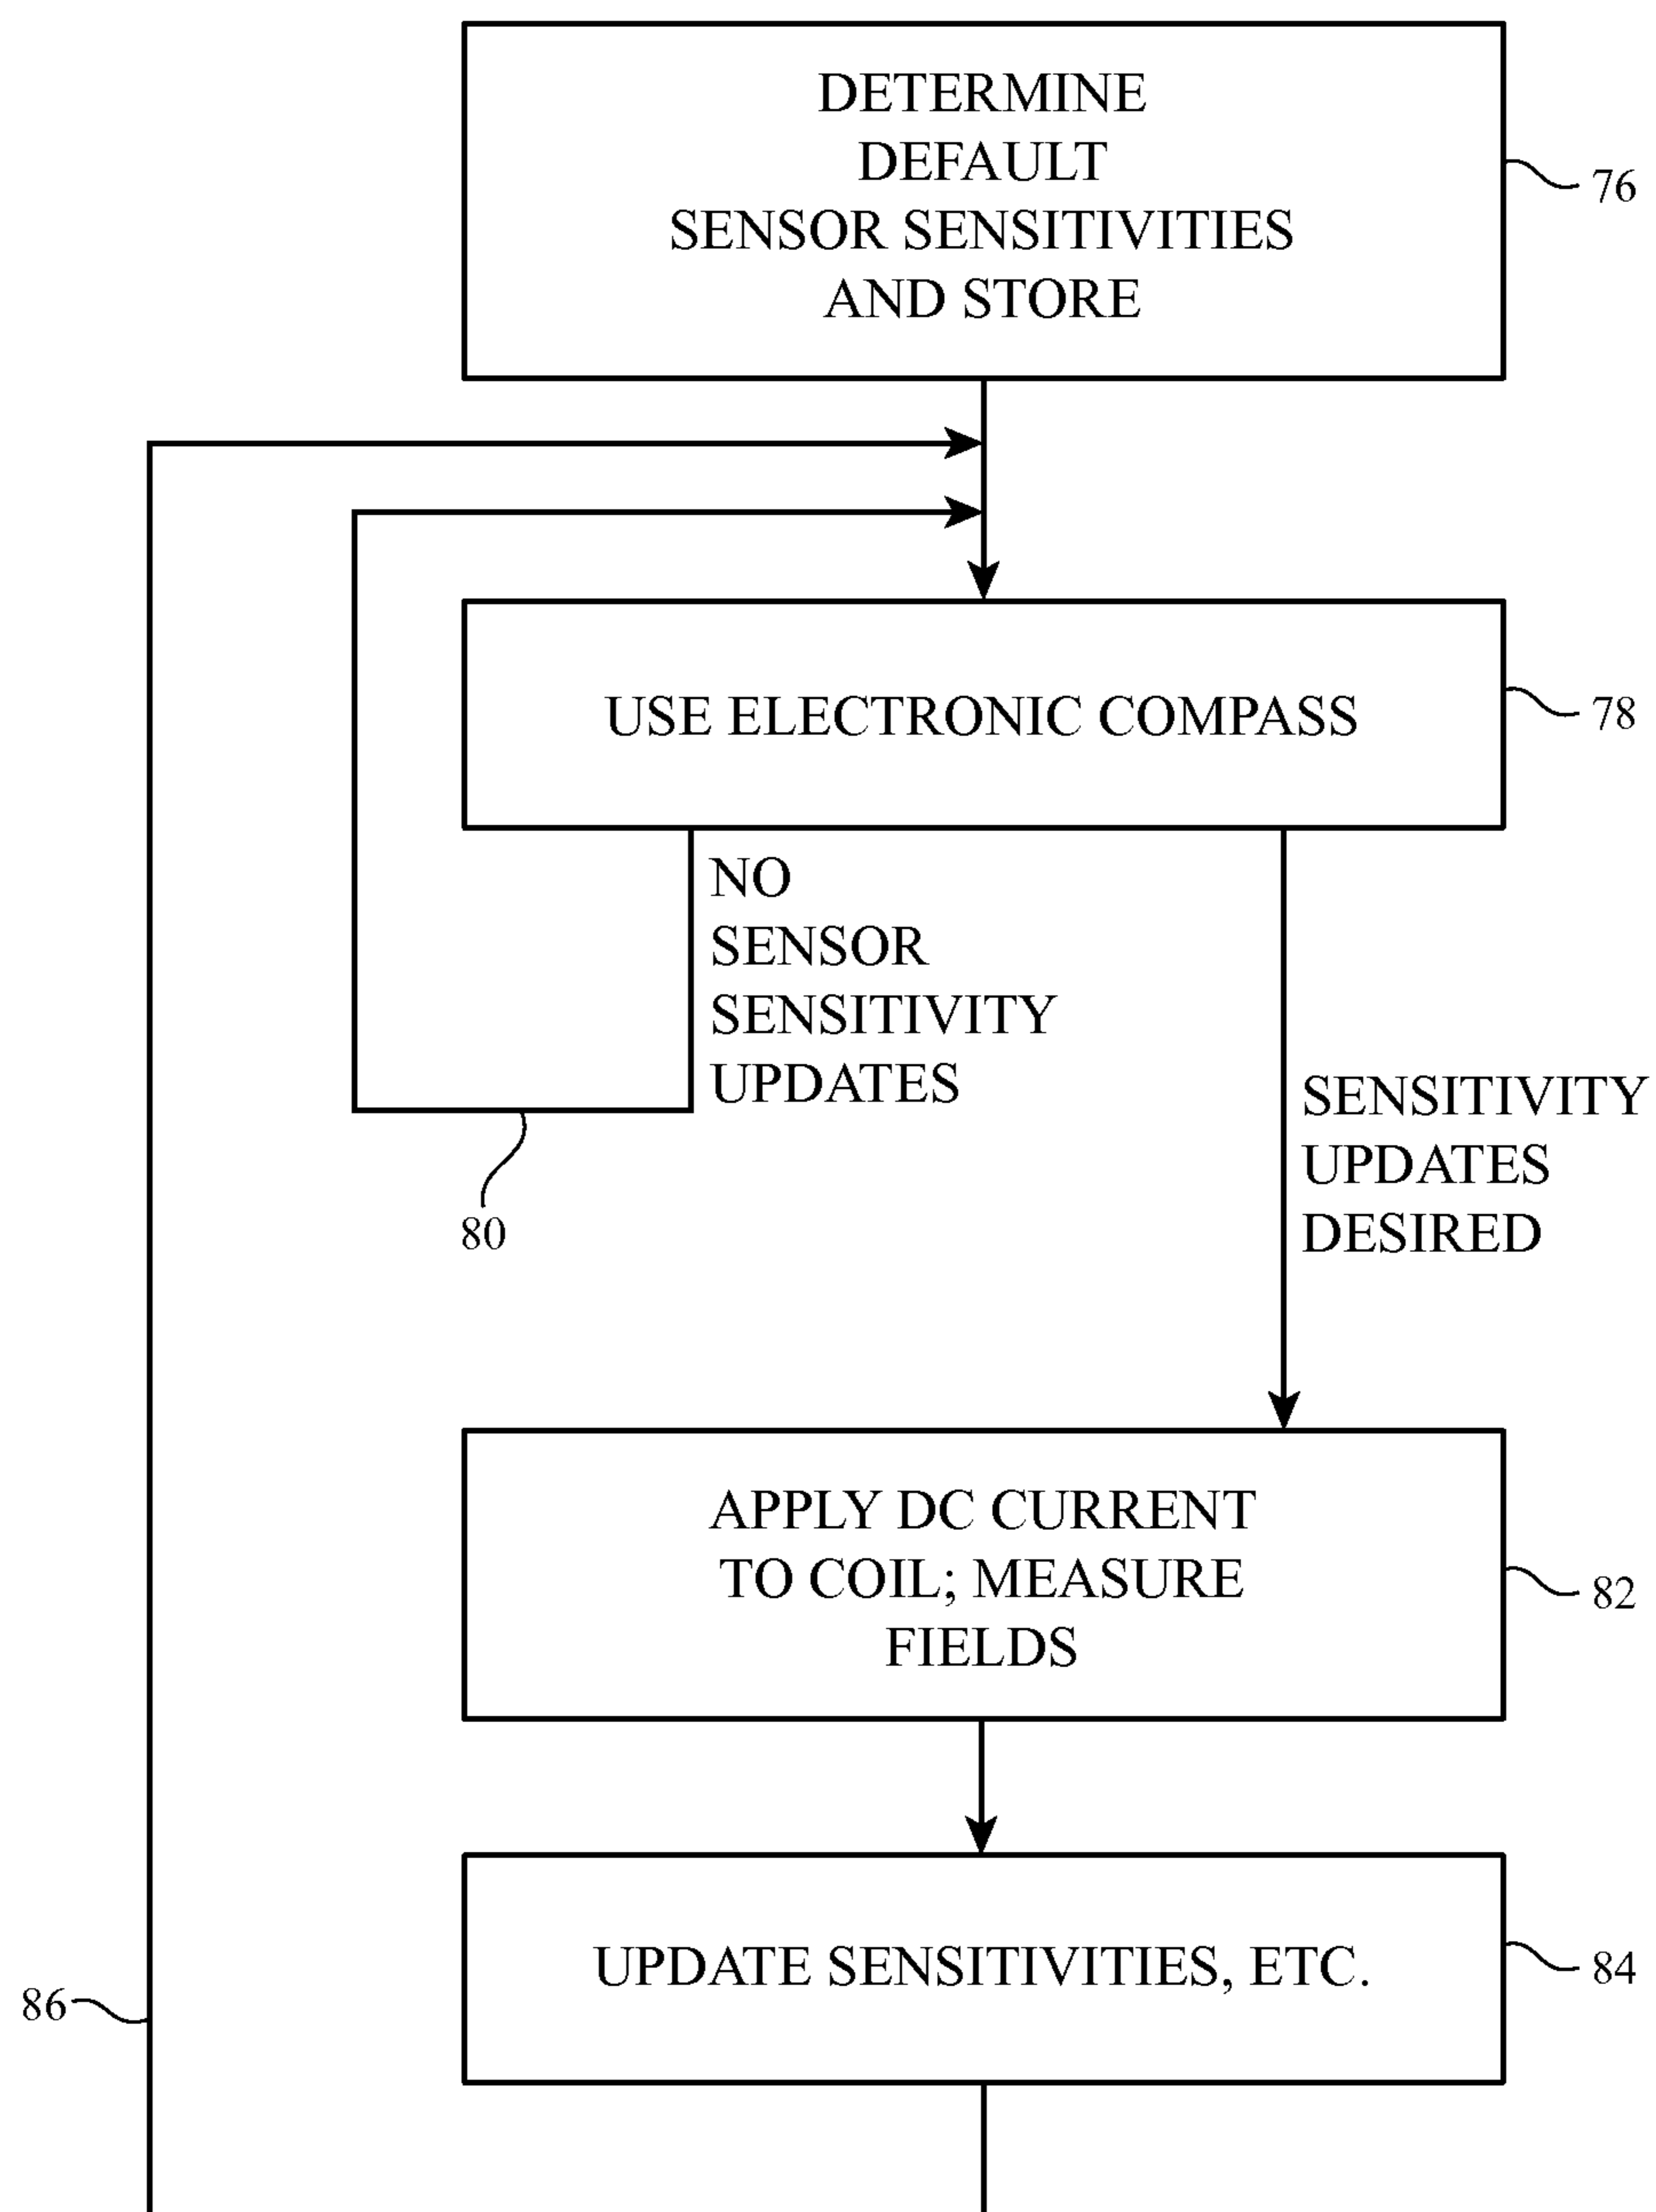 DETERMINE
DEFAULT
SENSOR SENSITIVITIES
AND STORE
76
USE ELECTRONIC COMPASS
78
NO
SENSOR
SENSITIVITY
UPDATES
SENSITIVITY
UPDATES
DESIRED
80
APPLY DC CURRENT
TO COIL; MEASURE
FIELDS
82
UPDATE SENSITIVITIES, ETC.
84
86